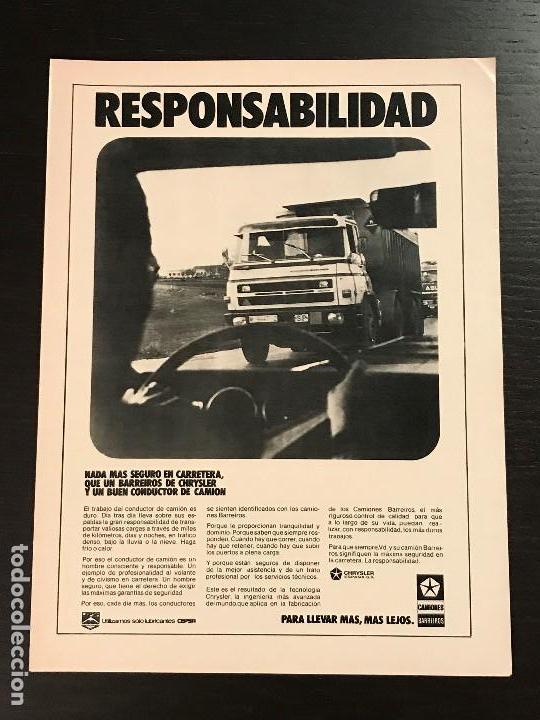 RESPONSABILIDAD
NADA MAS SEGURO EN CARRETERA,
QUE UN BARREIROS DE CHRYSLER
Y UN BUEN CONDUCTOR DE CAMION
El trabajo del conductor de camión es
duro. Día tras día lleva sobre sus es-
paldas la gran responsabilidad de trans-
portar valiosas cargas a través de miles
de kilómetros, días y noches, en tráfico
denso, bajo la lluvia o la nieve. Haga
frío o calor.
Por eso el conductor de camión es un
hombre consciente y responsable. Un
ejemplo de profesionalidad al volante
y de civismo en carretera. Un hombre
seguro, que tiene el derecho de exigir
las máximas garantías de seguridad.
Por eso, cada día más, los conductores
se sienten identificados con los camio-
nes Barreiros.
Porque le proporcionan tranquilidad y
dominio. Porque saben que siempre res-
ponden. Cuando hay que correr, cuando
hay que retener, cuando hay que subir
los puertos a plena carga.
Y porque están seguros de disponer
de la mejor asistencia y de un trato
profesional por los servicios técnicos.
Este es el resultado de la tecnología
Chrysler, la ingeniería más avanzada
del mundo, que aplica en la fabricación
de los Camiones Barreiros, el más
riguroso control de calidad para que
a lo largo de su vida, puedan rea-
lizar, con responsabilidad, los más duros
trabajos.
Para que siempre, Vd. y su camión Barrei-
ros signifiquen la máxima seguridad en
la carretera. La responsabilidad.
CHRYSLER
ESPAÑA S.A.
CAMIONES
BARREIROS
Utilizamos sólo lubricantes CEPSA
PARA LLEVAR MAS, MAS LEJOS.
todocoleccion
todocoleccion.net